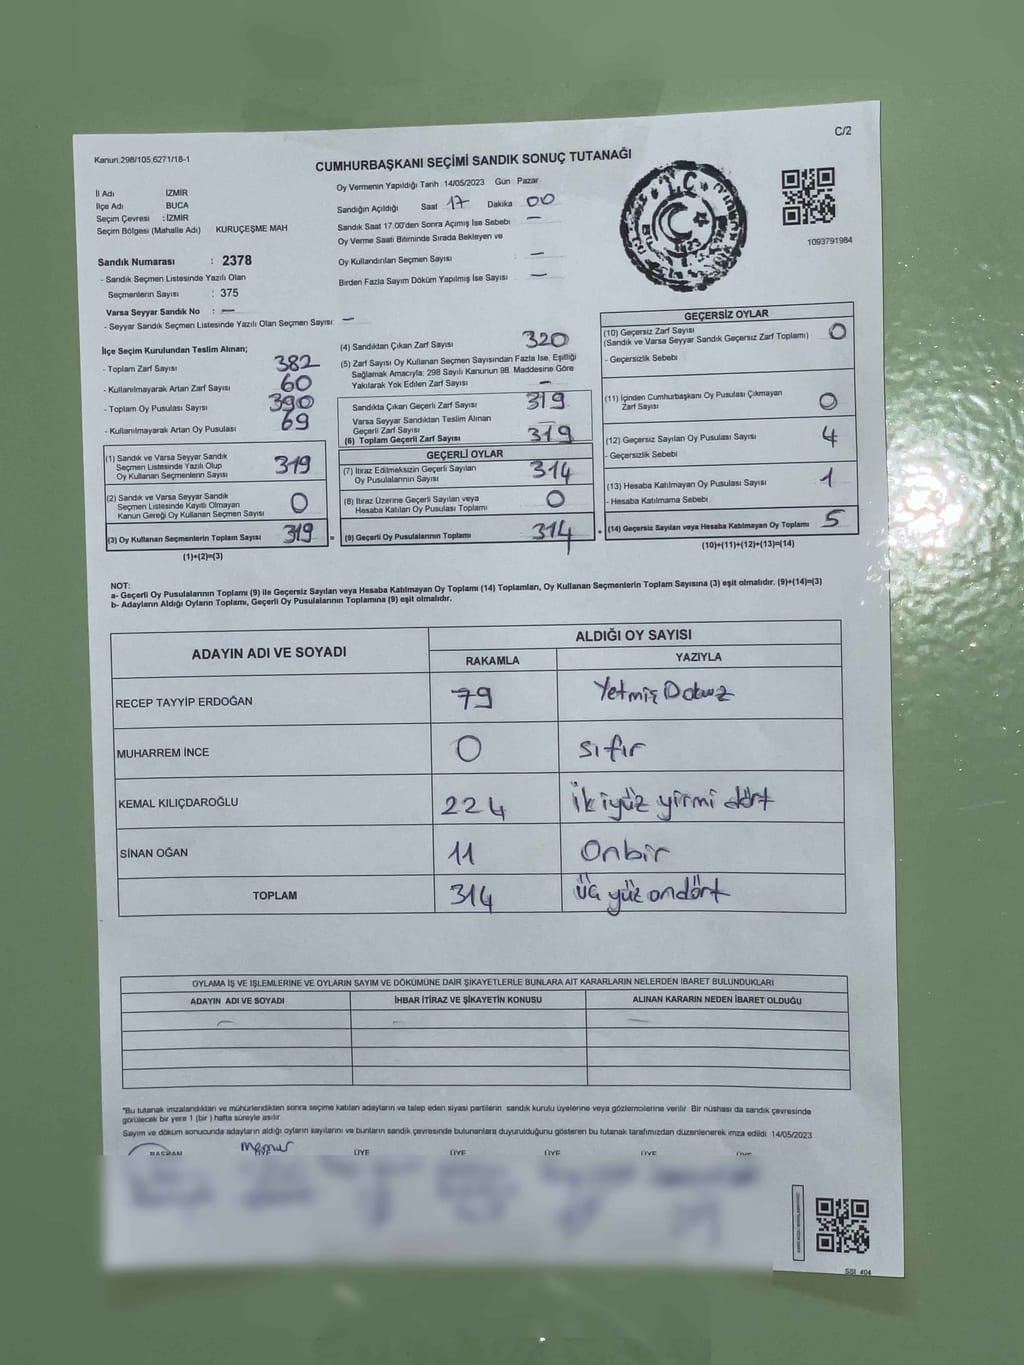 C/2
Kanun:298/105,6271/18-1
CUMHURBAŞKANI SEÇİMİ SANDIK SONUÇ TUTANAĞI
İl Adı İZMİR
İlçe Adı BUCA
Seçim Çevresi : İZMİR
Seçim Bölgesi (Mahalle Adı) KURUÇEŞME MAH
Sandık Numarası : 2378
- Sandık Seçmen Listesinde Yazılı Olan
Seçmenlerin Sayısı : 375
Varsa Seyyar Sandık No : —
- Seyyar Sandık Seçmen Listesinde Yazılı Olan Seçmen Sayısı : —
Oy Vermenin Yapıldığı Tarih 14/05/2023 Gün Pazar
Sandığın Açıldığı Saat 17 Dakika 00
Sandık Saat 17.00'den Sonra Açımış İse Sebebi —
Oy Verme Saati Bitiminde Sırada Bekleyen ve
Oy Kullandırılan Seçmen Sayısı —
Birden Fazla Sayım Döküm Yapılmış İse Sayısı —
T.C.
1093791984
İlçe Seçim Kurulundan Teslim Alınan;
- Toplam Zarf Sayısı 382
- Kullanılmayarak Artan Zarf Sayısı 60
- Toplam Oy Pusulası Sayısı 390
- Kullanılmayarak Artan Oy Pusulası 69
(1) Sandık ve Varsa Seyyar Sandık
Seçmen Listesinde Yazılı Olup
Oy Kullanan Seçmenlerin Sayısı 319
(2) Sandık ve Varsa Seyyar Sandık
Seçmen Listesinde Kayıtlı Olmayan
Kanun Gereği Oy Kullanan Seçmen Sayısı 0
(3) Oy Kullanan Seçmenlerin Toplam Sayısı 319
(1)+(2)=(3)
(4) Sandıktan Çıkan Zarf Sayısı 320
(5) Zarf Sayısı Oy Kullanan Seçmen Sayısından Fazla İse, Eşitliği
Sağlamak Amacıyla; 298 Sayılı Kanunun 98. Maddesine Göre
Yakılarak Yok Edilen Zarf Sayısı —
Sandıkta Çıkan Geçerli Zarf Sayısı 319
Varsa Seyyar Sandıktan Teslim Alınan
Geçerli Zarf Sayısı —
(6) Toplam Geçerli Zarf Sayısı 319
GEÇERLİ OYLAR
(7) İtiraz Edilmeksizin Geçerli Sayılan
Oy Pusulalarının Sayısı 314
(8) İtiraz Üzerine Geçerli Sayılan veya
Hesaba Katılan Oy Pusulası Toplamı 0
(9) Geçerli Oy Pusulalarının Toplamı 314
GEÇERSİZ OYLAR
(10) Geçersiz Zarf Sayısı 0
(Sandık ve Varsa Seyyar Sandık Geçersiz Zarf Toplamı)
- Geçersizlik Sebebi
(11) İçinden Cumhurbaşkanı Oy Pusulası Çıkmayan
Zarf Sayısı 0
(12) Geçersiz Sayılan Oy Pusulası Sayısı 4
- Geçersizlik Sebebi
(13) Hesaba Katılmayan Oy Pusulası Sayısı 1
- Hesaba Katılmama Sebebi
(14) Geçersiz Sayılan veya Hesaba Katılmayan Oy Toplamı 5
(10)+(11)+(12)+(13)=(14)
NOT:
a- Geçerli Oy Pusulalarının Toplamı (9) ile Geçersiz Sayılan veya Hesaba Katılmayan Oy Toplamı (14) Toplamları, Oy Kullanan Seçmenlerin Toplam Sayısına (3) eşit olmalıdır. (9)+(14)=(3)
b- Adayların Aldığı Oyların Toplamı, Geçerli Oy Pusulalarının Toplamına (9) eşit olmalıdır.
ADAYIN ADI VE SOYADI
ALDIĞI OY SAYISI
RAKAMLA YAZIYLA
RECEP TAYYİP ERDOĞAN 79 Yetmiş Dokuz
MUHARREM İNCE 0 sıfır
KEMAL KILIÇDAROĞLU 224 ikiyüz yirmi dört
SİNAN OĞAN 11 Onbir
TOPLAM 314 üç yüz ondört
OYLAMA İŞ VE İŞLEMLERİNE VE OYLARIN SAYIM VE DÖKÜMÜNE DAİR ŞİKAYETLERLE BUNLARA AİT KARARLARIN NELERDEN İBARET BULUNDUKLARI
ADAYIN ADI VE SOYADI İHBAR İTİRAZ VE ŞİKAYETİN KONUSU ALINAN KARARIN NEDEN İBARET OLDUĞU
— — —
*Bu tutanak imzalandıktan ve mühürlendikten sonra seçime katılan adayların ve talep eden siyasi partilerin sandık kurulu üyelerine veya gözlemcilerine verilir. Bir nüshası da sandık çevresinde
görülecek bir yere 1 (bir) hafta süreyle asılır.
Sayım ve döküm sonucunda adayların aldığı oyların sayılarını ve bunların sandık çevresinde bulunanlara duyurulduğunu gösteren bu tutanak tarafımızdan düzenlenerek imza edildi. 14/05/2023
BAŞKAN Memur ÜYE ÜYE ÜYE ÜYE ÜYE
SSI 404